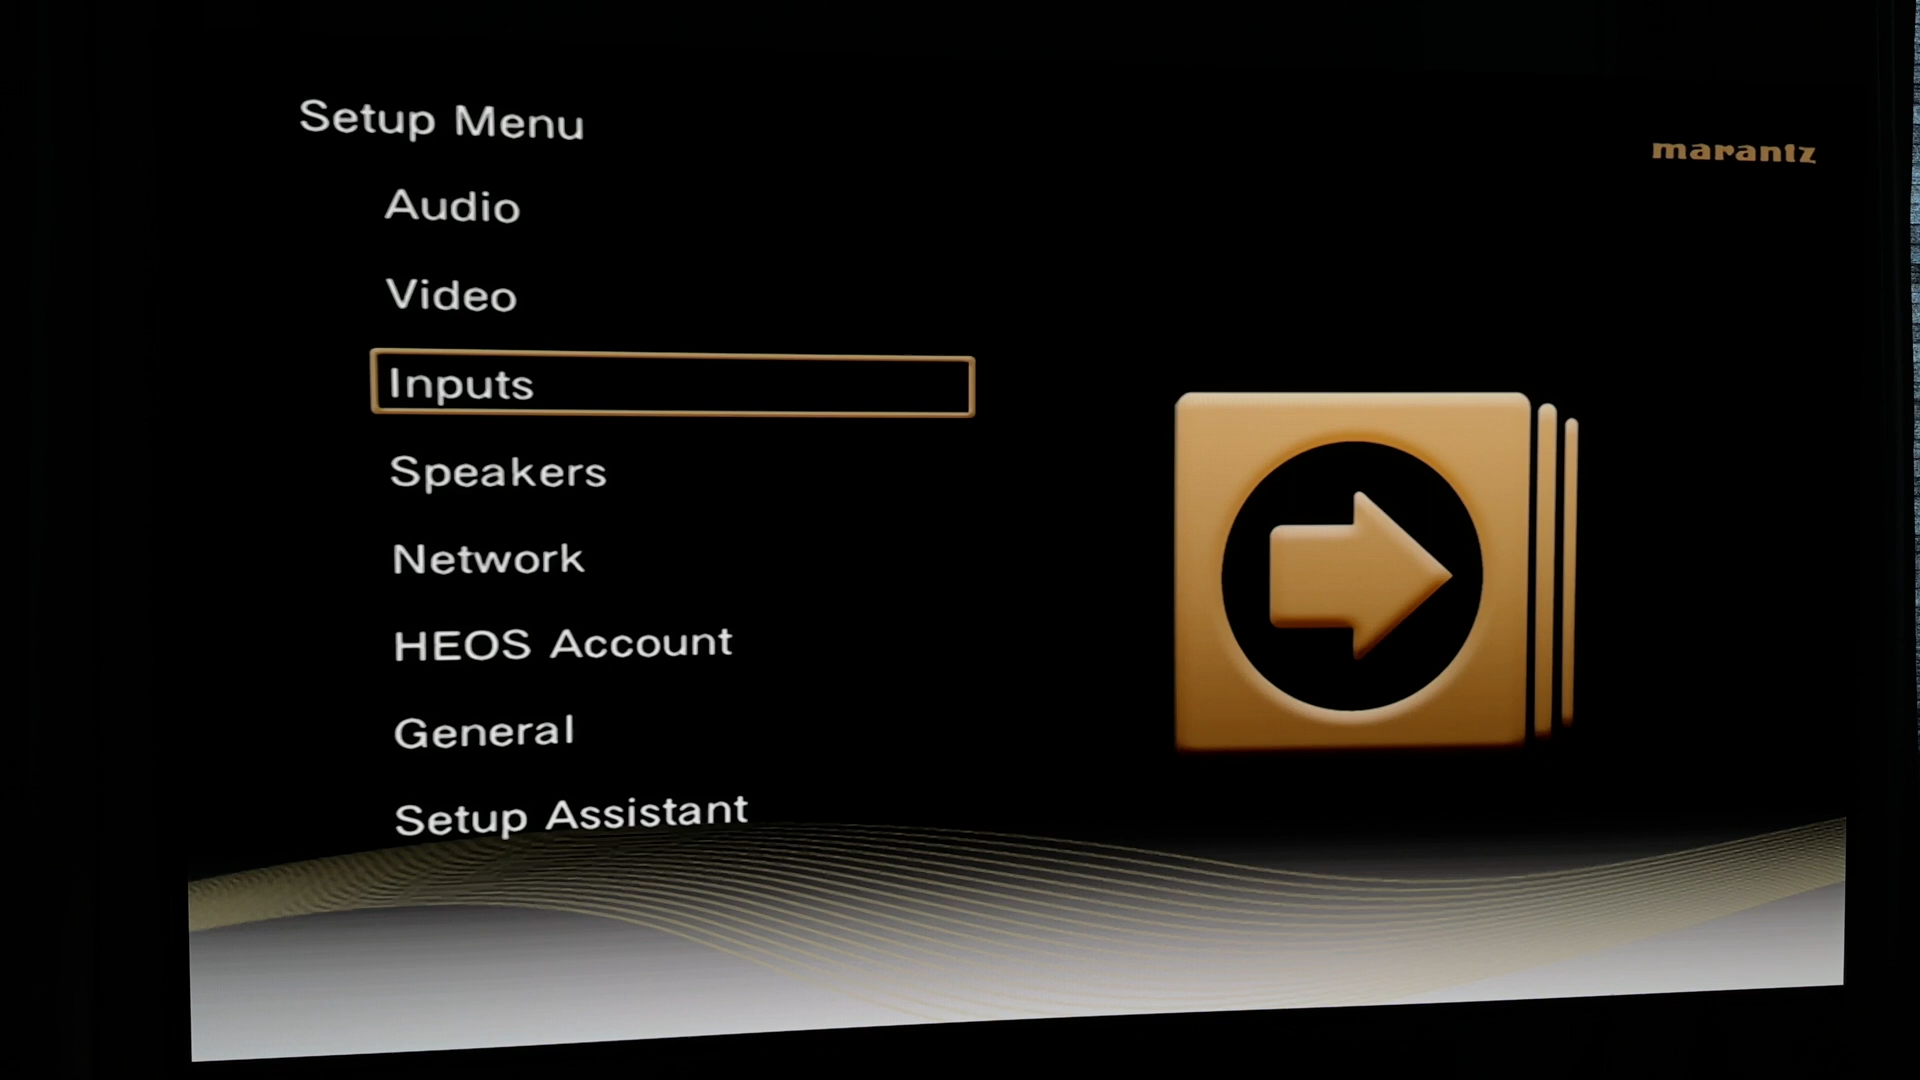 Setup Menu
marantz
Audio
Video
Inputs
Speakers
Network
HEOS Account
General
Setup Assistant